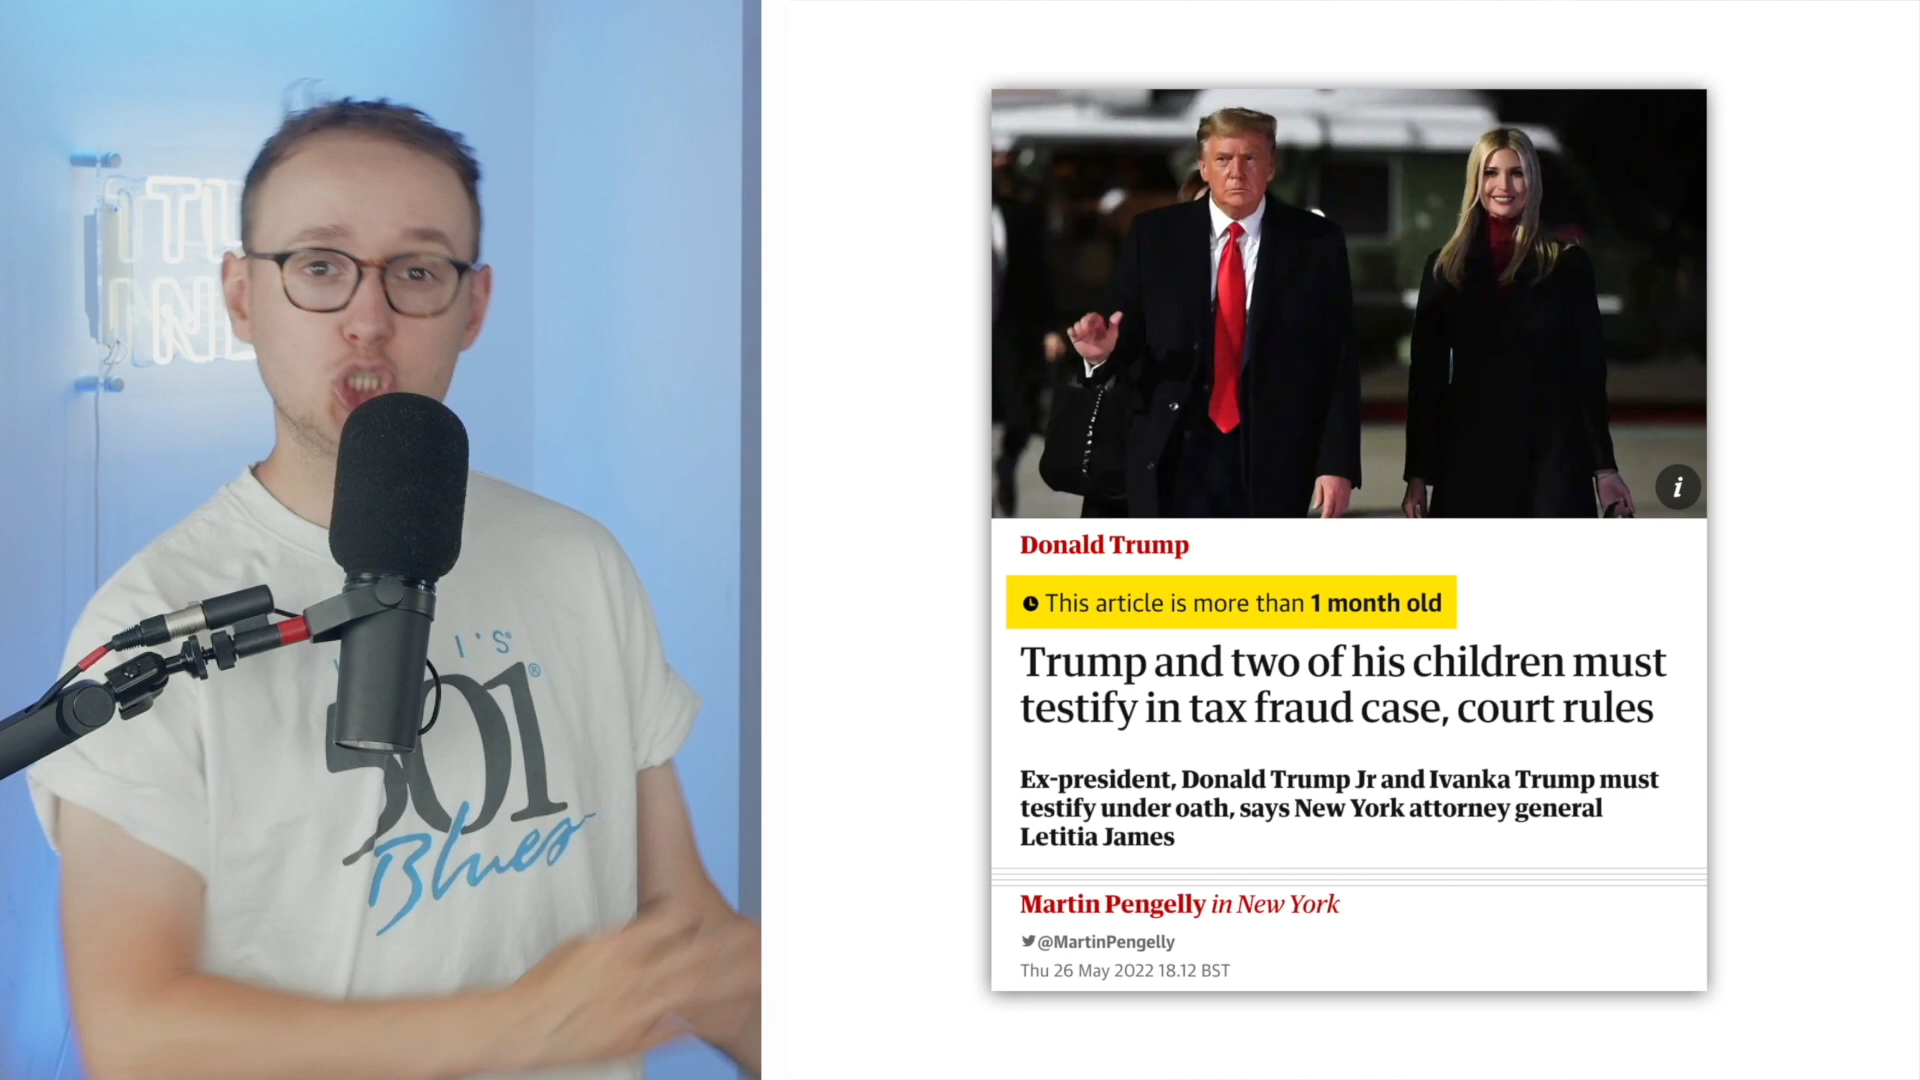 I'S®
501®
Blues
Donald Trump
This article is more than 1 month old
Trump and two of his children must
testify in tax fraud case, court rules
Ex-president, Donald Trump Jr and Ivanka Trump must
testify under oath, says New York attorney general
Letitia James
Martin Pengelly in New York
@MartinPengelly
Thu 26 May 2022 18.12 BST